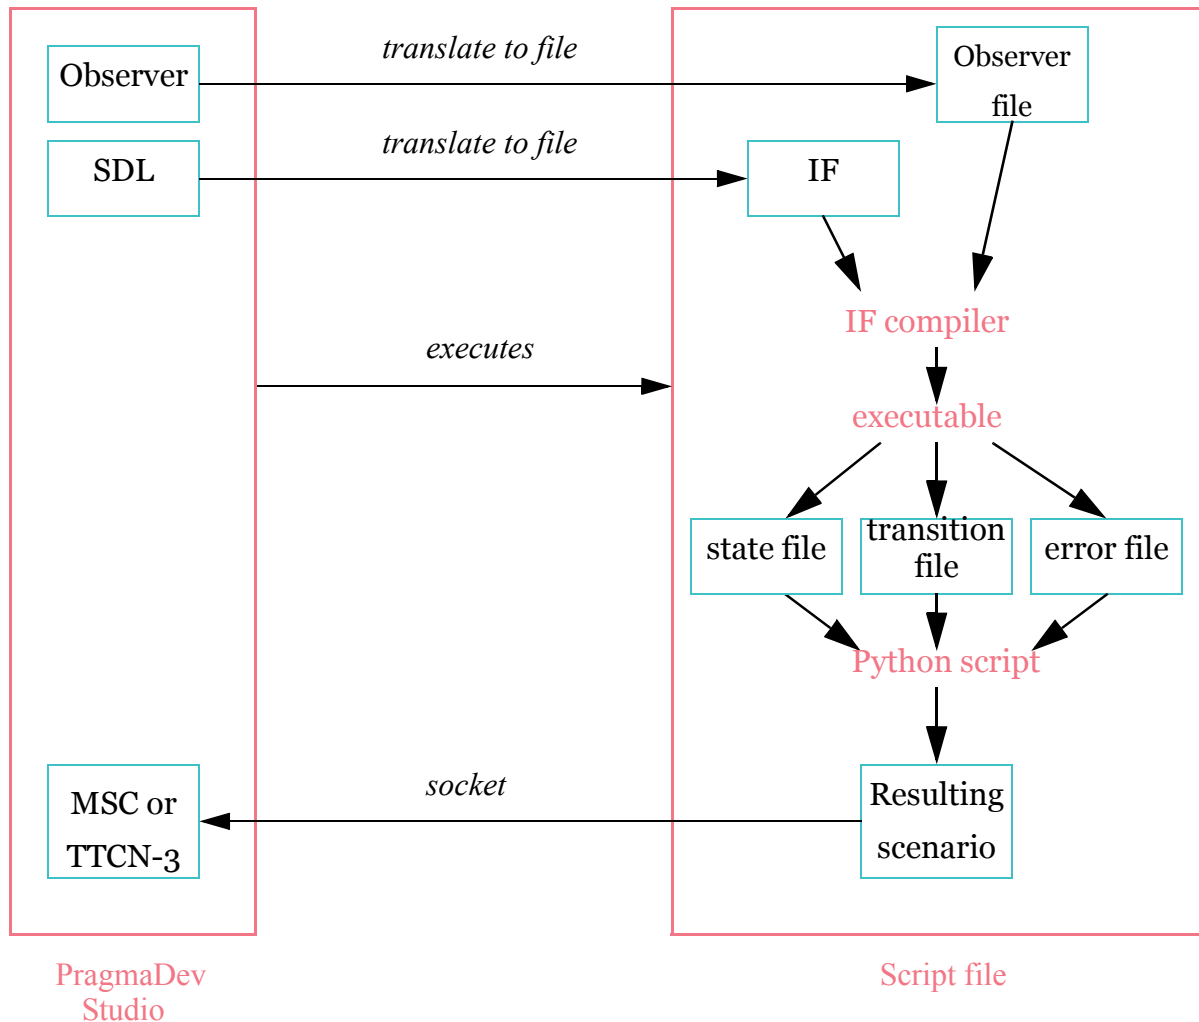 translate to file
Observer
Observer
file
translate to file
SDL
IF
IF compiler
executes
executable
state file
transition
file
error file
Python script
socket
MSC or
TTCN-3
Resulting
scenario
PragmaDev
Studio
Script file